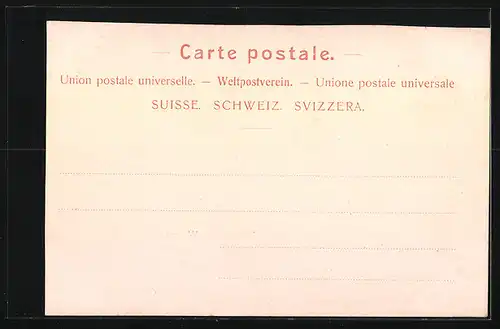 — Carte postale. —
Union postale universelle. — Weltpostverein. — Unione postale universale
SUISSE. SCHWEIZ. SVIZZERA.